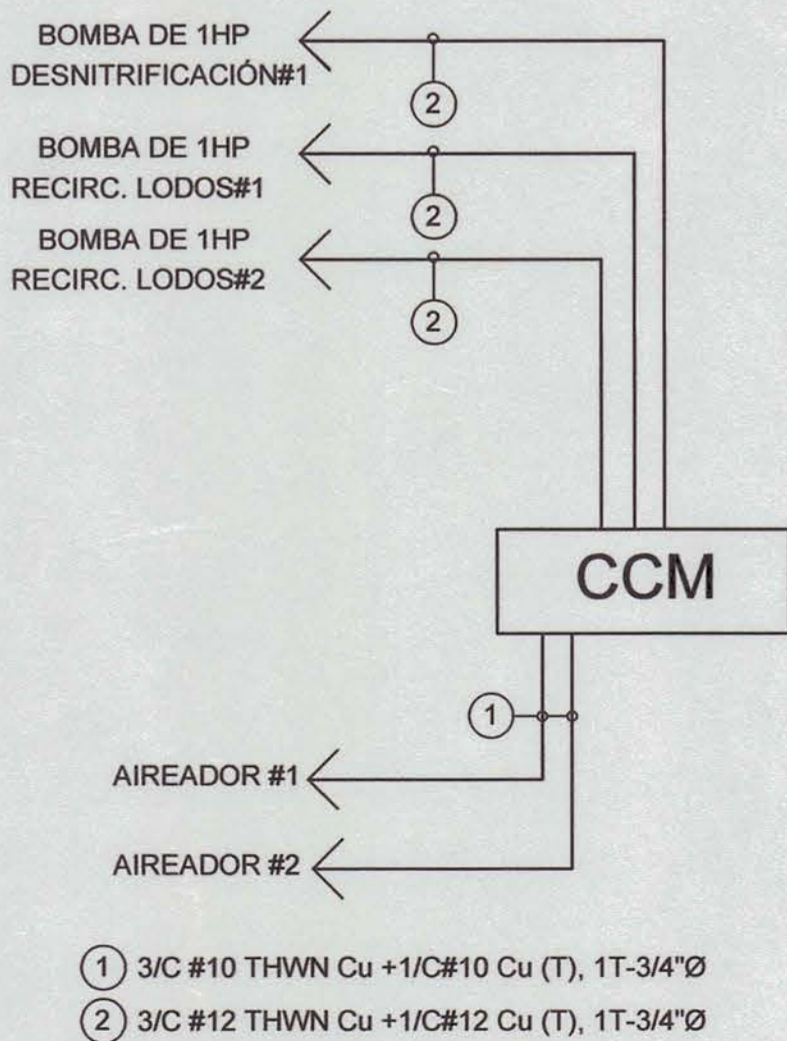 BOMBA DE 1HP
DESNITRIFICACIÓN#1
2
BOMBA DE 1HP
RECIRC. LODOS#1
2
BOMBA DE 1HP
RECIRC. LODOS#2
2
CCM
1
AIREADOR #1
AIREADOR #2
1 3/C #10 THWN Cu +1/C#10 Cu (T), 1T-3/4"Ø
2 3/C #12 THWN Cu +1/C#12 Cu (T), 1T-3/4"Ø